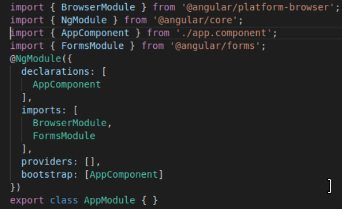 import { BrowserModule } from '@angular/platform-browser';
import { NgModule } from '@angular/core';
import { AppComponent } from './app.component';
import { FormsModule } from '@angular/forms';
@NgModule({
  declarations: [
    AppComponent
  ],
  imports: [
    BrowserModule,
    FormsModule
  ],
  providers: [],
  bootstrap: [AppComponent]
})
export class AppModule { }